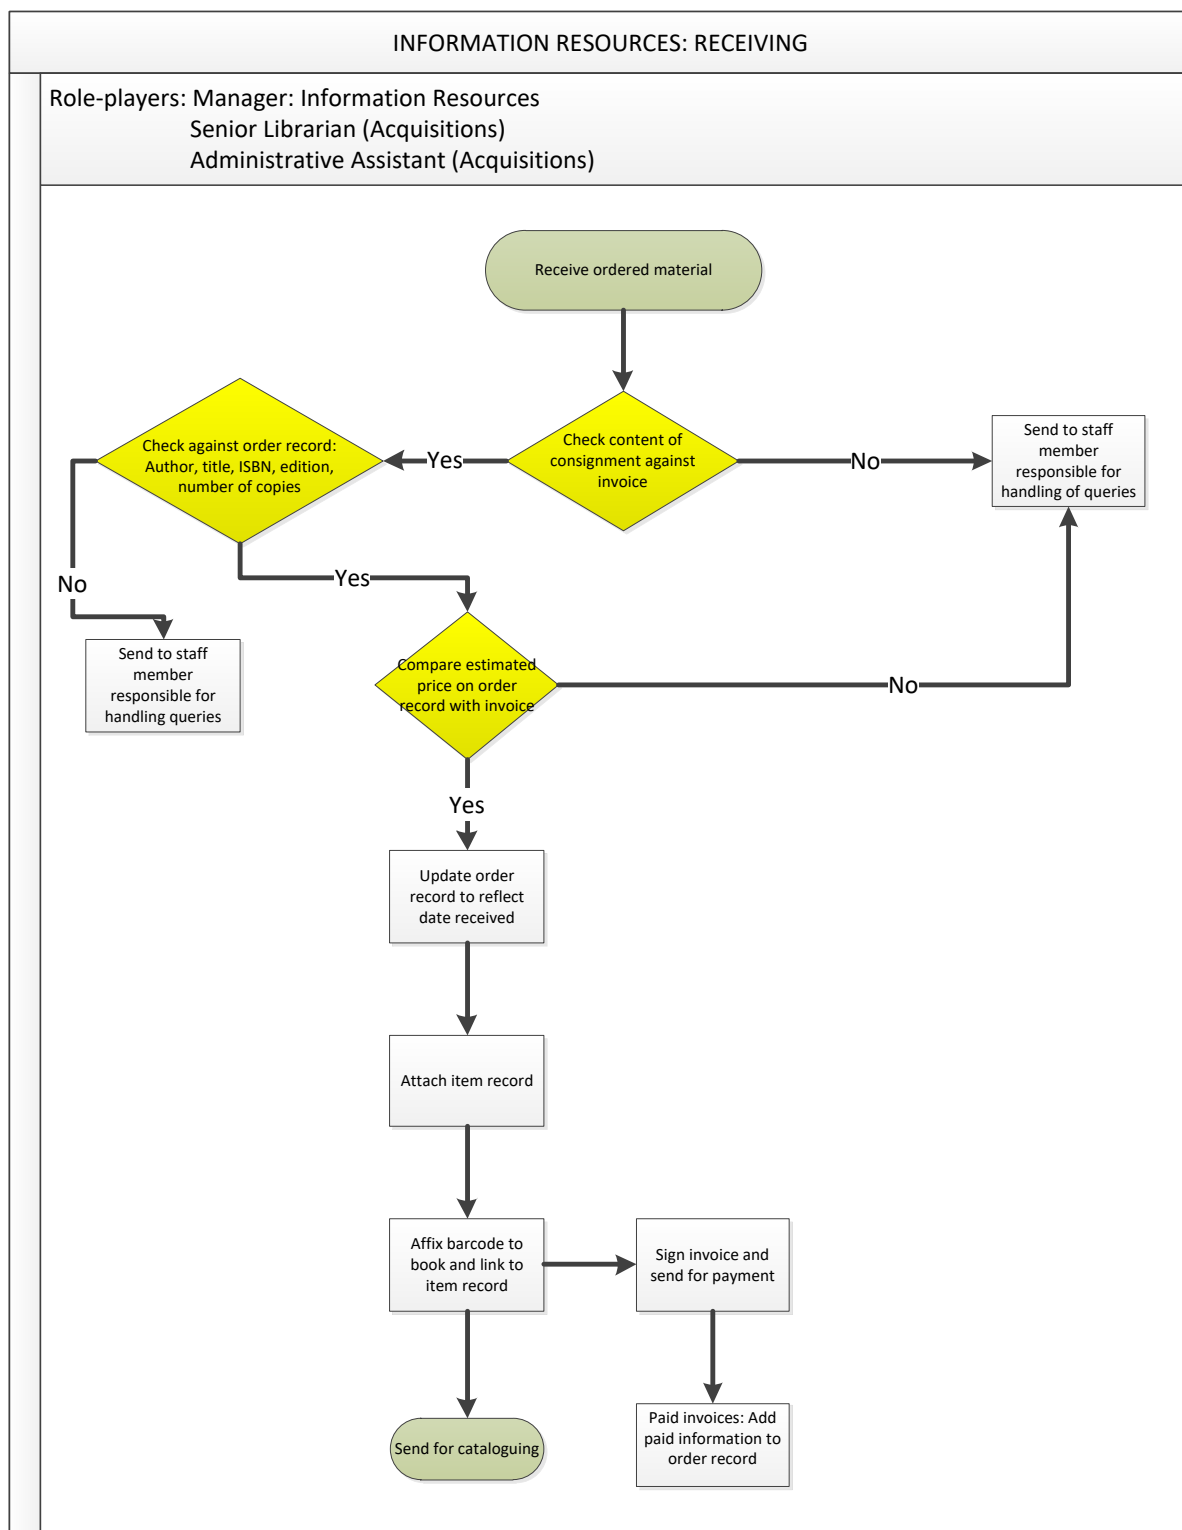 INFORMATION RESOURCES: RECEIVING
Role-players: Manager: Information Resources
Senior Librarian (Acquisitions)
Administrative Assistant (Acquisitions)
Receive ordered material
Check content of
consignment against
invoice
Yes
No
Send to staff
member
responsible for
handling of queries
Check against order record:
Author, title, ISBN, edition,
number of copies
No
Yes
Send to staff
member
responsible for
handling queries
Compare estimated
price on order
record with invoice
No
Yes
Update order
record to reflect
date received
Attach item record
Affix barcode to
book and link to
item record
Sign invoice and
send for payment
Send for cataloguing
Paid invoices: Add
paid information to
order record